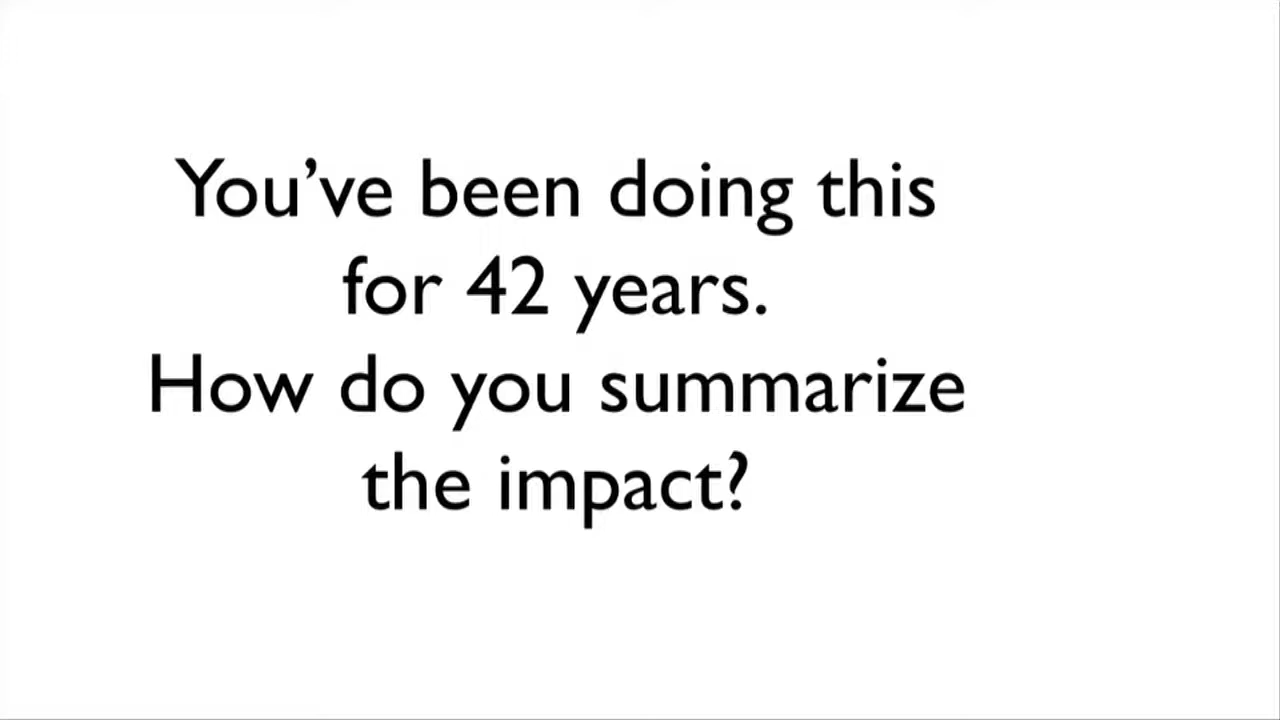 You’ve been doing this
for 42 years.
How do you summarize
the impact?